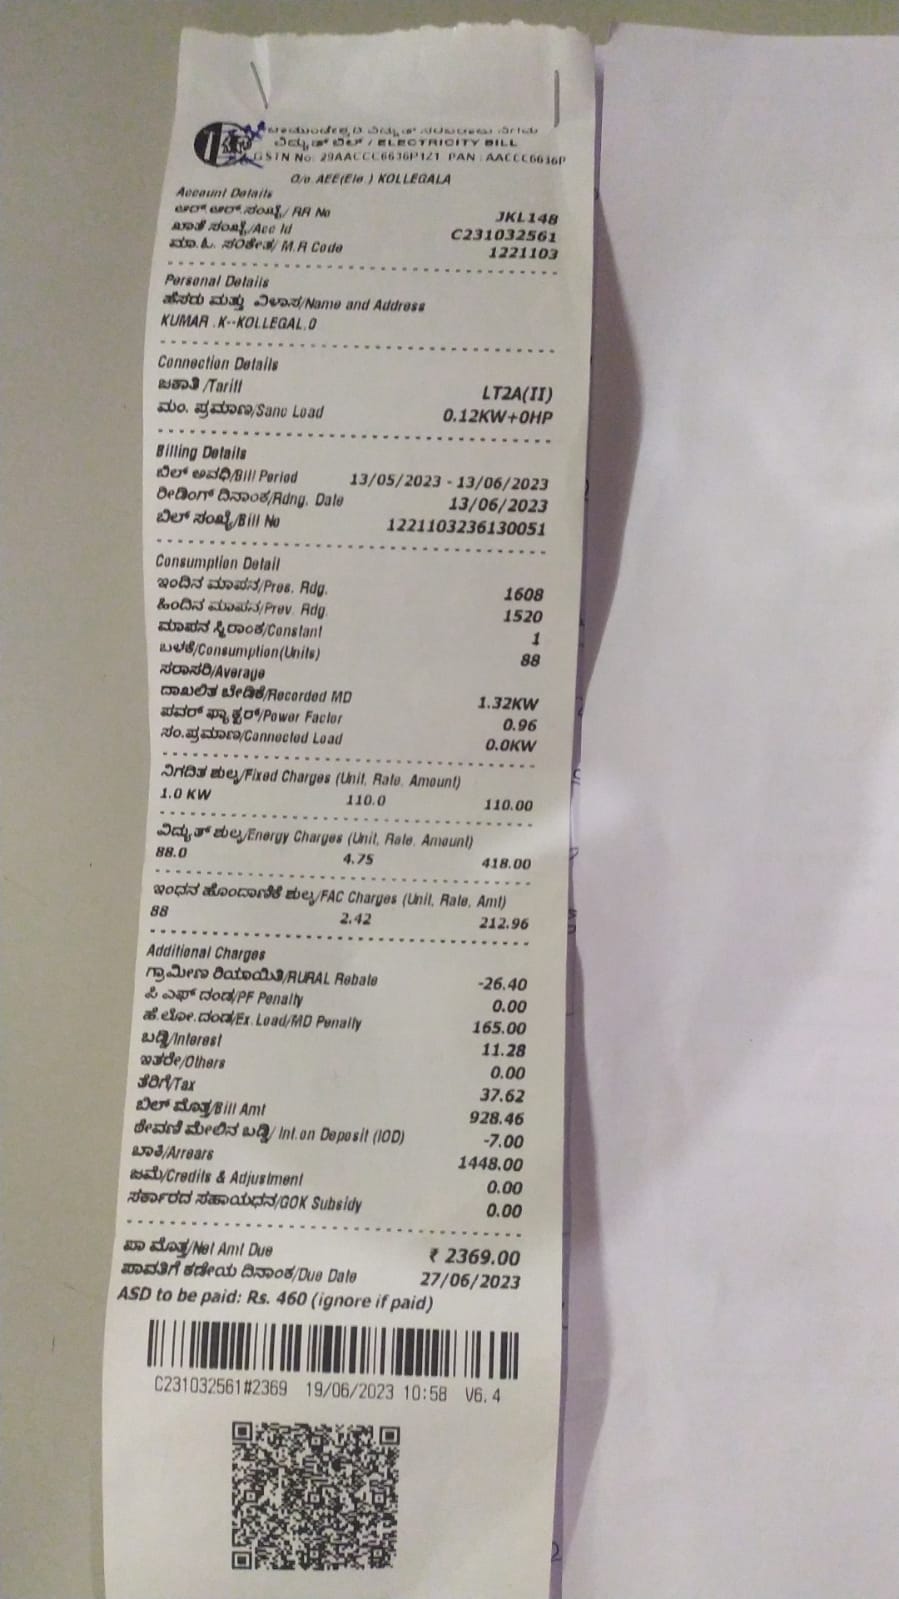 ಚಾಮುಂಡೇಶ್ವರಿ ವಿದ್ಯುತ್ ಸರಬರಾಜು ನಿಗಮ
ವಿದ್ಯುತ್ ಬಿಲ್ / ELECTRICITY BILL
GSTN No: 29AACCC6636P1Z1 PAN : AACCC6636P
O/o AEE(Ele.) KOLLEGALA
Account Details
ಆರ್.ಆರ್.ಸಂಖ್ಯೆ/ RR No JKL148
ಖಾತೆ ಸಂಖ್ಯೆ/Acc Id C231032561
ಮಾ.ಓ. ಸಂಕೇತ/ M.R Code 1221103
Personal Details
ಹೆಸರು ಮತ್ತು ವಿಳಾಸ/Name and Address
KUMAR .K--KOLLEGAL,0
Connection Details
ಜಕಾತಿ /Tariff LT2A(II)
ಮಂ. ಪ್ರಮಾಣ/Sanc Load 0.12KW+0HP
Billing Details
ಬಿಲ್ ಅವಧಿ/Bill Period 13/05/2023 - 13/06/2023
ರೀಡಿಂಗ್ ದಿನಾಂಕ/Rdng. Date 13/06/2023
ಬಿಲ್ ಸಂಖ್ಯೆ/Bill No 1221103236130051
Consumption Detail
ಇಂದಿನ ಮಾಪನ/Pres. Rdg. 1608
ಹಿಂದಿನ ಮಾಪನ/Prev. Rdg. 1520
ಮಾಪನ ಸ್ಥಿರಾಂಕ/Constant 1
ಬಳಕೆ/Consumption(Units) 88
ಸರಾಸರಿ/Average
ದಾಖಲಿತ ಬೇಡಿಕೆ/Recorded MD 1.32KW
ಪವರ್ ಫ್ಯಾಕ್ಟರ್/Power Factor 0.96
ಸಂ.ಪ್ರಮಾಣ/Connected Load 0.0KW
ನಿಗದಿತ ಶುಲ್ಕ/Fixed Charges (Unit, Rate, Amount)
1.0 KW 110.0 110.00
ವಿದ್ಯುತ್ ಶುಲ್ಕ/Energy Charges (Unit, Rate, Amount)
88.0 4.75 418.00
ಇಂಧನ ಹೊಂದಾಣಿಕೆ ಶುಲ್ಕ/FAC Charges (Unit, Rate, Amt)
88 2.42 212.96
Additional Charges
ಗ್ರಾಮೀಣ ರಿಯಾಯಿತಿ/RURAL Rebate -26.40
ಪಿ ಎಫ್ ದಂಡ/PF Penalty 0.00
ಹೆ.ಲೋ.ದಂಡ/Ex.Load/MD Penalty 165.00
ಬಡ್ಡಿ/Interest 11.28
ಇತರೇ/Others 0.00
ತೆರಿಗೆ/Tax 37.62
ಬಿಲ್ ಮೊತ್ತ/Bill Amt 928.46
ಠೇವಣಿ ಮೇಲಿನ ಬಡ್ಡಿ/ Int.on Deposit (IOD) -7.00
ಬಾಕಿ/Arrears 1448.00
ಜಮೆ/Credits & Adjustment 0.00
ಸರ್ಕಾರದ ಸಹಾಯಧನ/GOK Subsidy 0.00
ಪಾ ಮೊತ್ತ/Net Amt Due ₹ 2369.00
ಪಾವತಿಗೆ ಕಡೇಯ ದಿನಾಂಕ/Due Date 27/06/2023
ASD to be paid: Rs. 460 (ignore if paid)
C231032561#2369 19/06/2023 10:58 V6.4